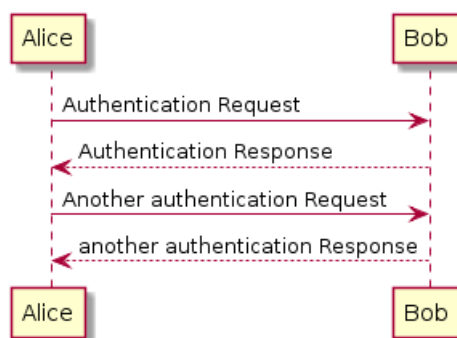 Alice Bob
Authentication Request
Authentication Response
Another authentication Request
another authentication Response
Alice Bob